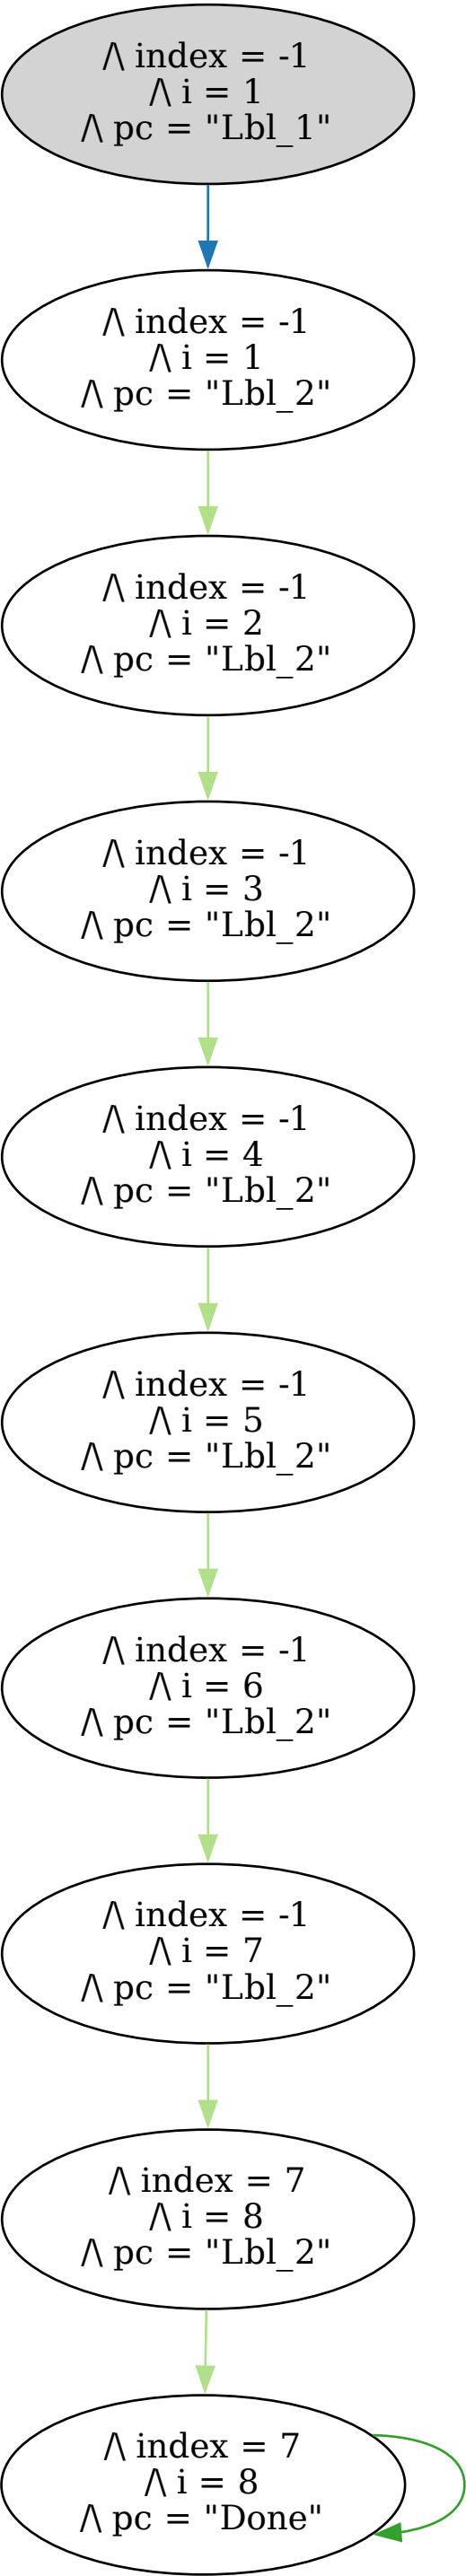 /\ index = -1
/\ i = 1
/\ pc = "Lbl_1"
/\ index = -1
/\ i = 1
/\ pc = "Lbl_2"
/\ index = -1
/\ i = 2
/\ pc = "Lbl_2"
/\ index = -1
/\ i = 3
/\ pc = "Lbl_2"
/\ index = -1
/\ i = 4
/\ pc = "Lbl_2"
/\ index = -1
/\ i = 5
/\ pc = "Lbl_2"
/\ index = -1
/\ i = 6
/\ pc = "Lbl_2"
/\ index = -1
/\ i = 7
/\ pc = "Lbl_2"
/\ index = 7
/\ i = 8
/\ pc = "Lbl_2"
/\ index = 7
/\ i = 8
/\ pc = "Done"